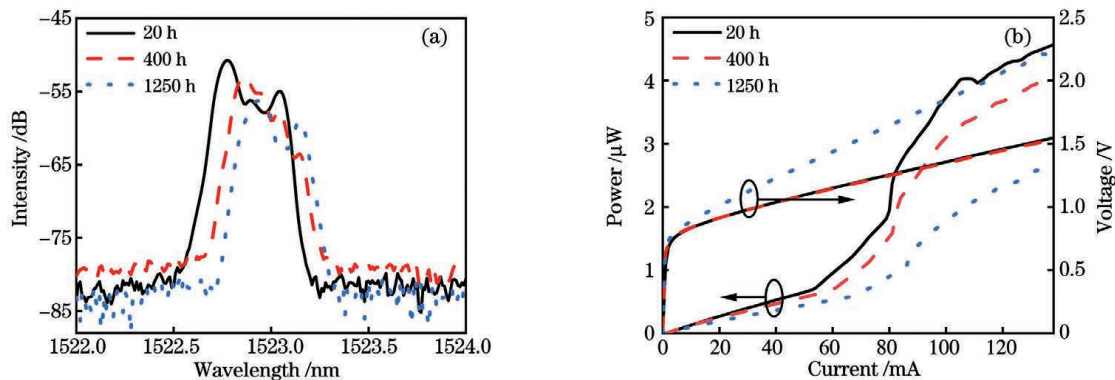 −45
−55
−65
−75
−85
Intensity /dB
20 h
400 h
1250 h
(a)
1522.0 1522.5 1523.0 1523.5 1524.0
Wavelength /nm
5
4
3
2
1
0
Power /μW
20 h
400 h
1250 h
(b)
2.5
2.0
1.5
1.0
0.5
0
Voltage /V
0 20 40 60 80 100 120
Current /mA